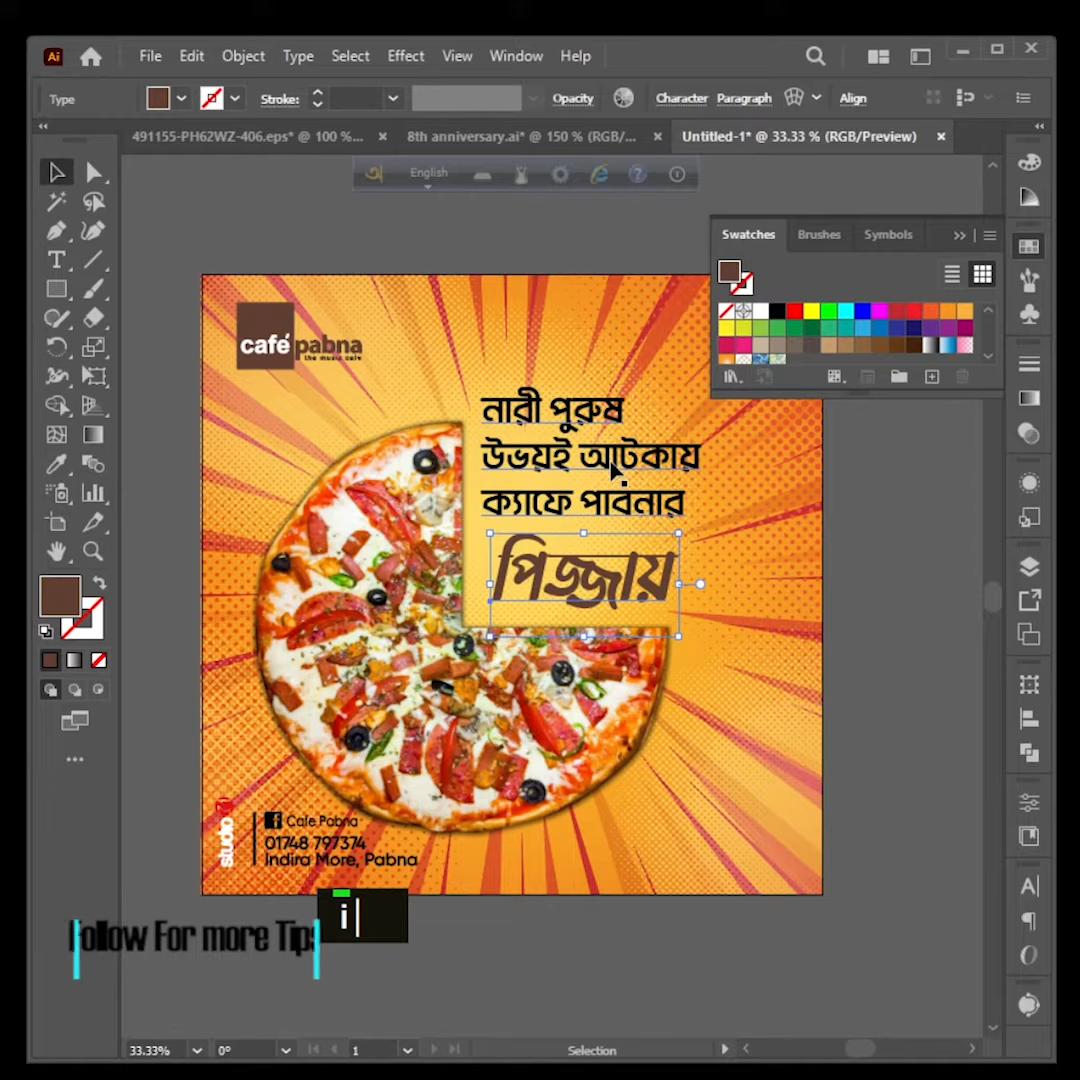 Ai File Edit Object Type Select Effect View Window Help
Type Stroke: Opacity Character Paragraph Align
491155-PH62WZ-406.eps* @ 100 %... 8th anniversary.ai* @ 150 % (RGB/... Untitled-1* @ 33.33 % (RGB/Preview)
অ English
Swatches Brushes Symbols
café pabna
the music cafe
নারী পুরুষ
উভয়ই আটকায়
ক্যাফে পাবনার
পিজ্জায়
studio
Cafe Pabna
01748 797374
Indira More, Pabna
i
Follow For more Tips
33.33% 0° 1 Selection